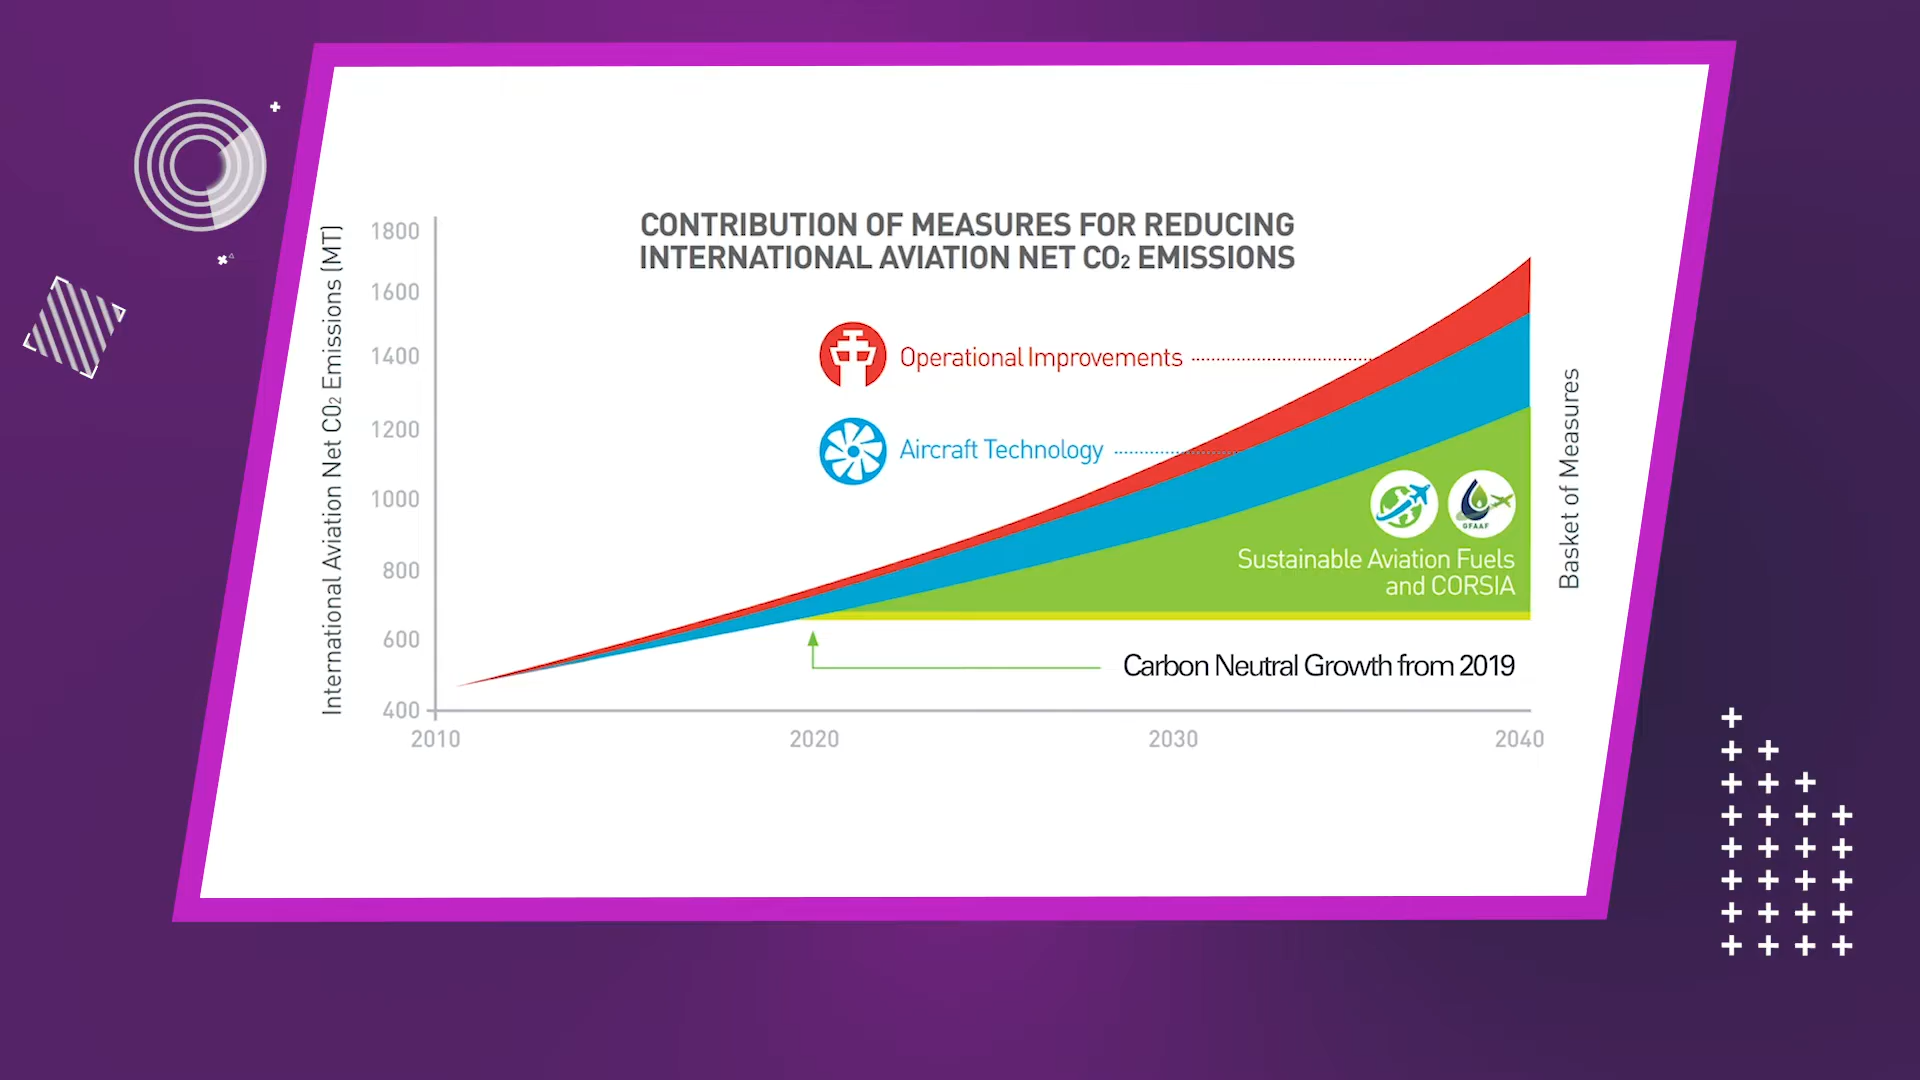 CONTRIBUTION OF MEASURES FOR REDUCING
INTERNATIONAL AVIATION NET CO₂ EMISSIONS
International Aviation Net CO₂ Emissions (MT)
1800
1600
1400
1200
1000
800
600
400
2010
2020
2030
2040
Operational Improvements
Aircraft Technology
GFAAF
Sustainable Aviation Fuels
and CORSIA
Carbon Neutral Growth from 2019
Basket of Measures